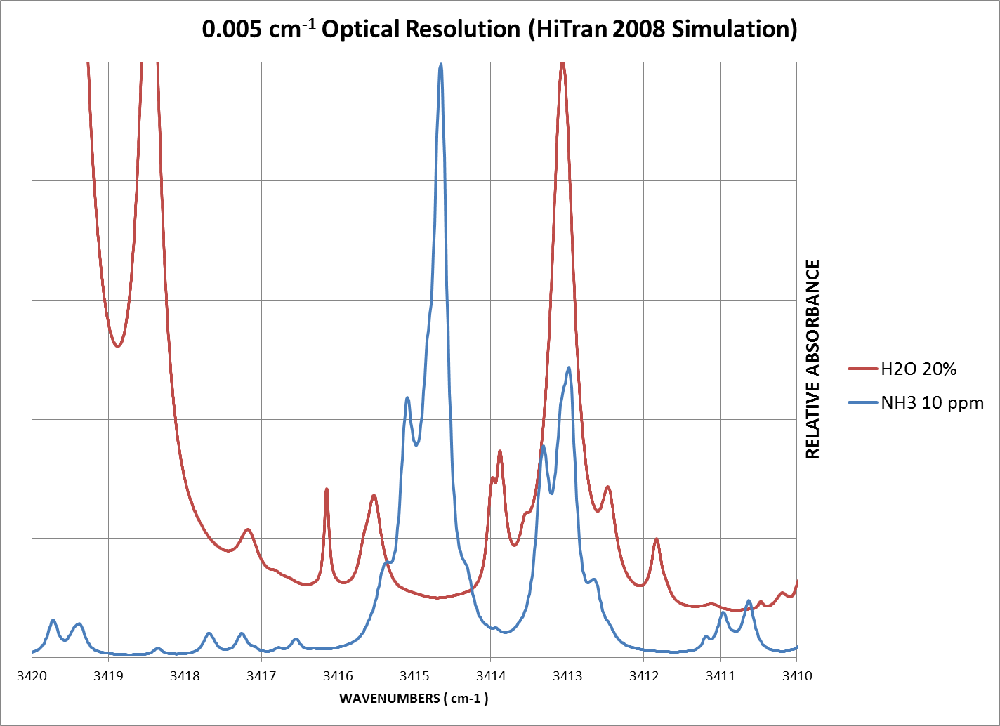 0.005 cm-1 Optical Resolution (HiTran 2008 Simulation)
RELATIVE ABSORBANCE
H2O 20%
NH3 10 ppm
3420 3419 3418 3417 3416 3415 3414 3413 3412 3411 3410
WAVENUMBERS ( cm-1 )